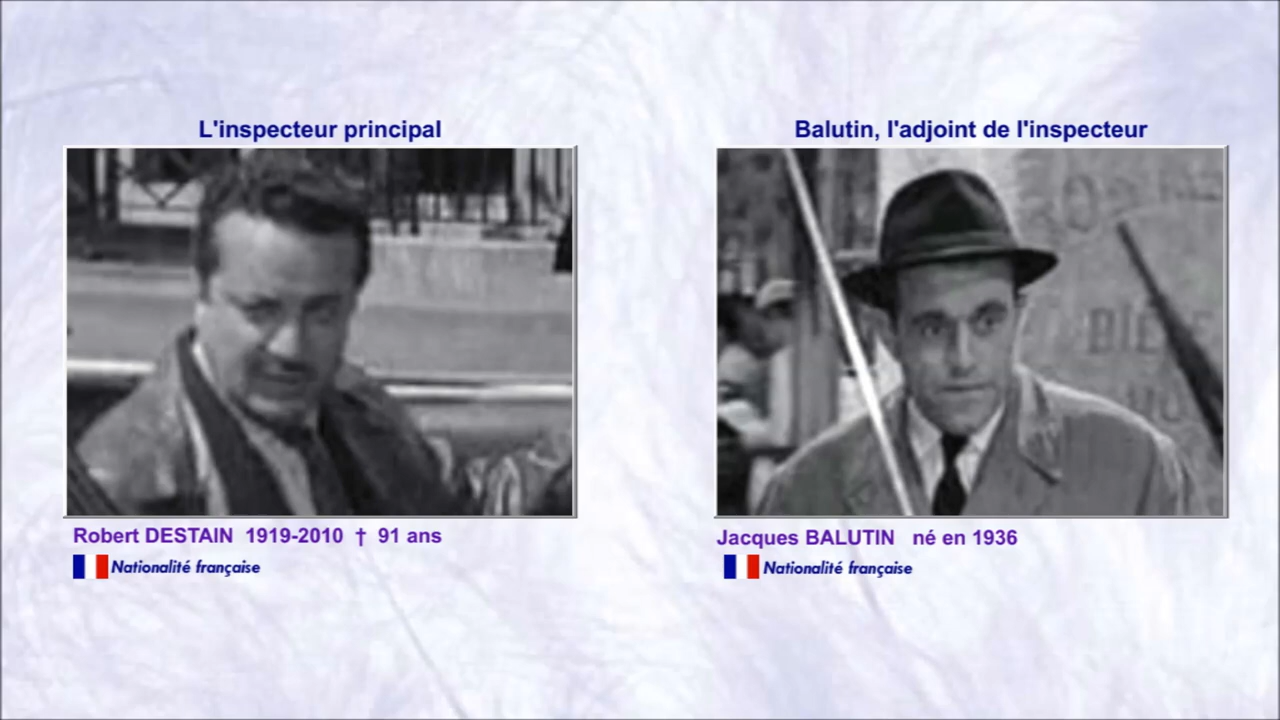 L'inspecteur principal
Balutin, l'adjoint de l'inspecteur
BIÈ
Robert DESTAIN 1919-2010 † 91 ans
Jacques BALUTIN né en 1936
Nationalité française
Nationalité française